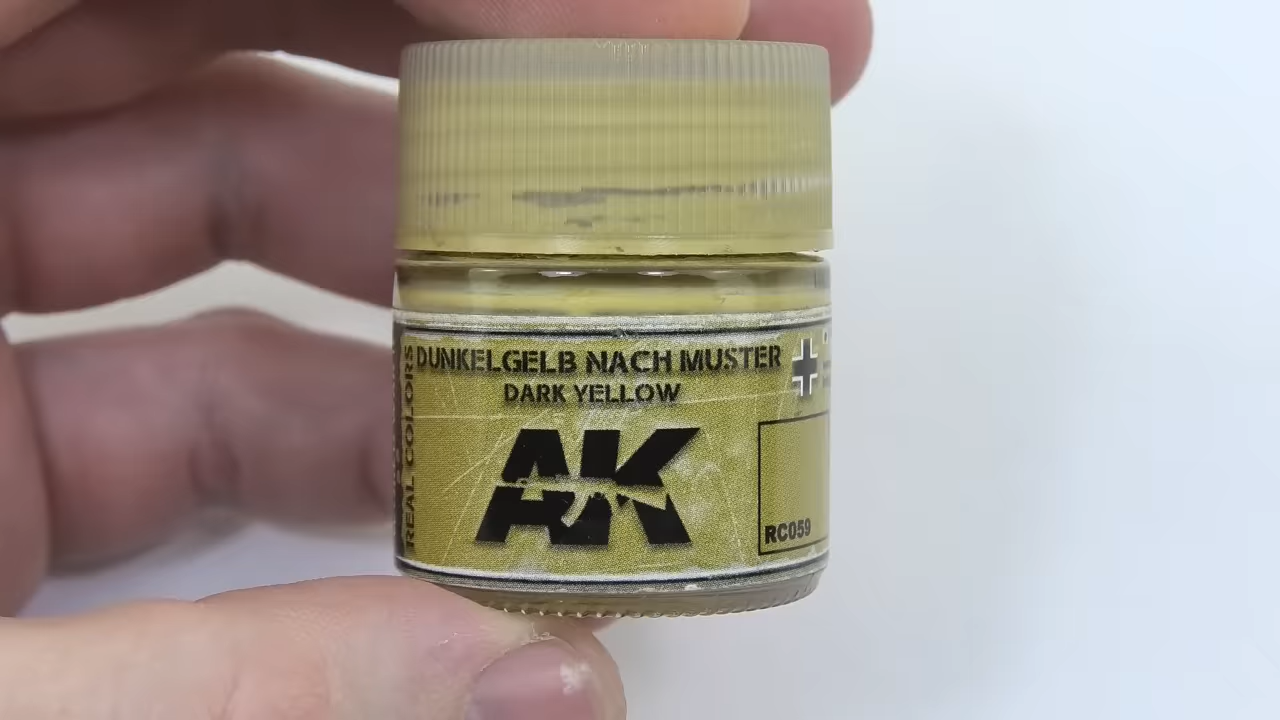 DUNKELGELB NACH MUSTER
DARK YELLOW
AK
REAL COLORS
RC059